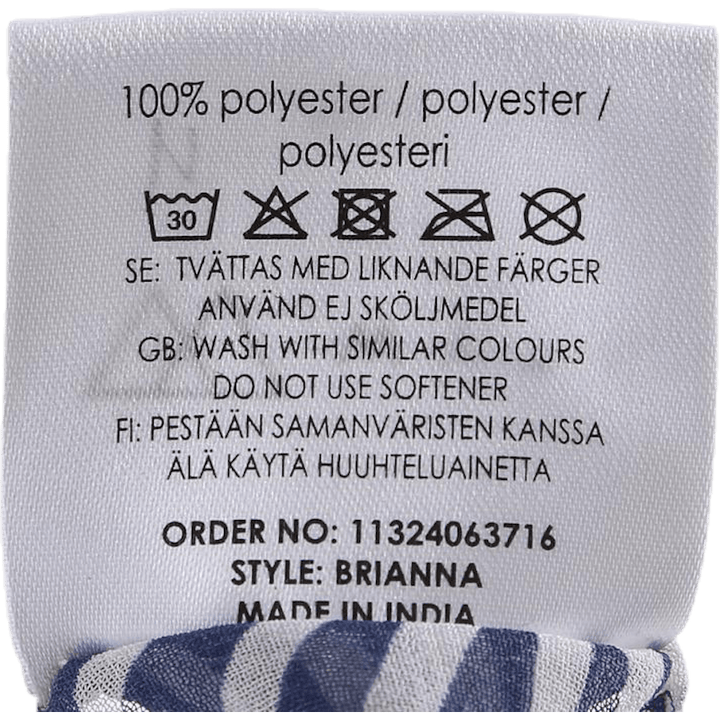 100% polyester / polyester /
polyesteri
30
SE: TVÄTTAS MED LIKNANDE FÄRGER
ANVÄND EJ SKÖLJMEDEL
GB: WASH WITH SIMILAR COLOURS
DO NOT USE SOFTENER
FI: PESTÄÄN SAMANVÄRISTEN KANSSA
ÄLÄ KÄYTÄ HUUHTELUAINETTA
ORDER NO: 11324063716
STYLE: BRIANNA
MADE IN INDIA